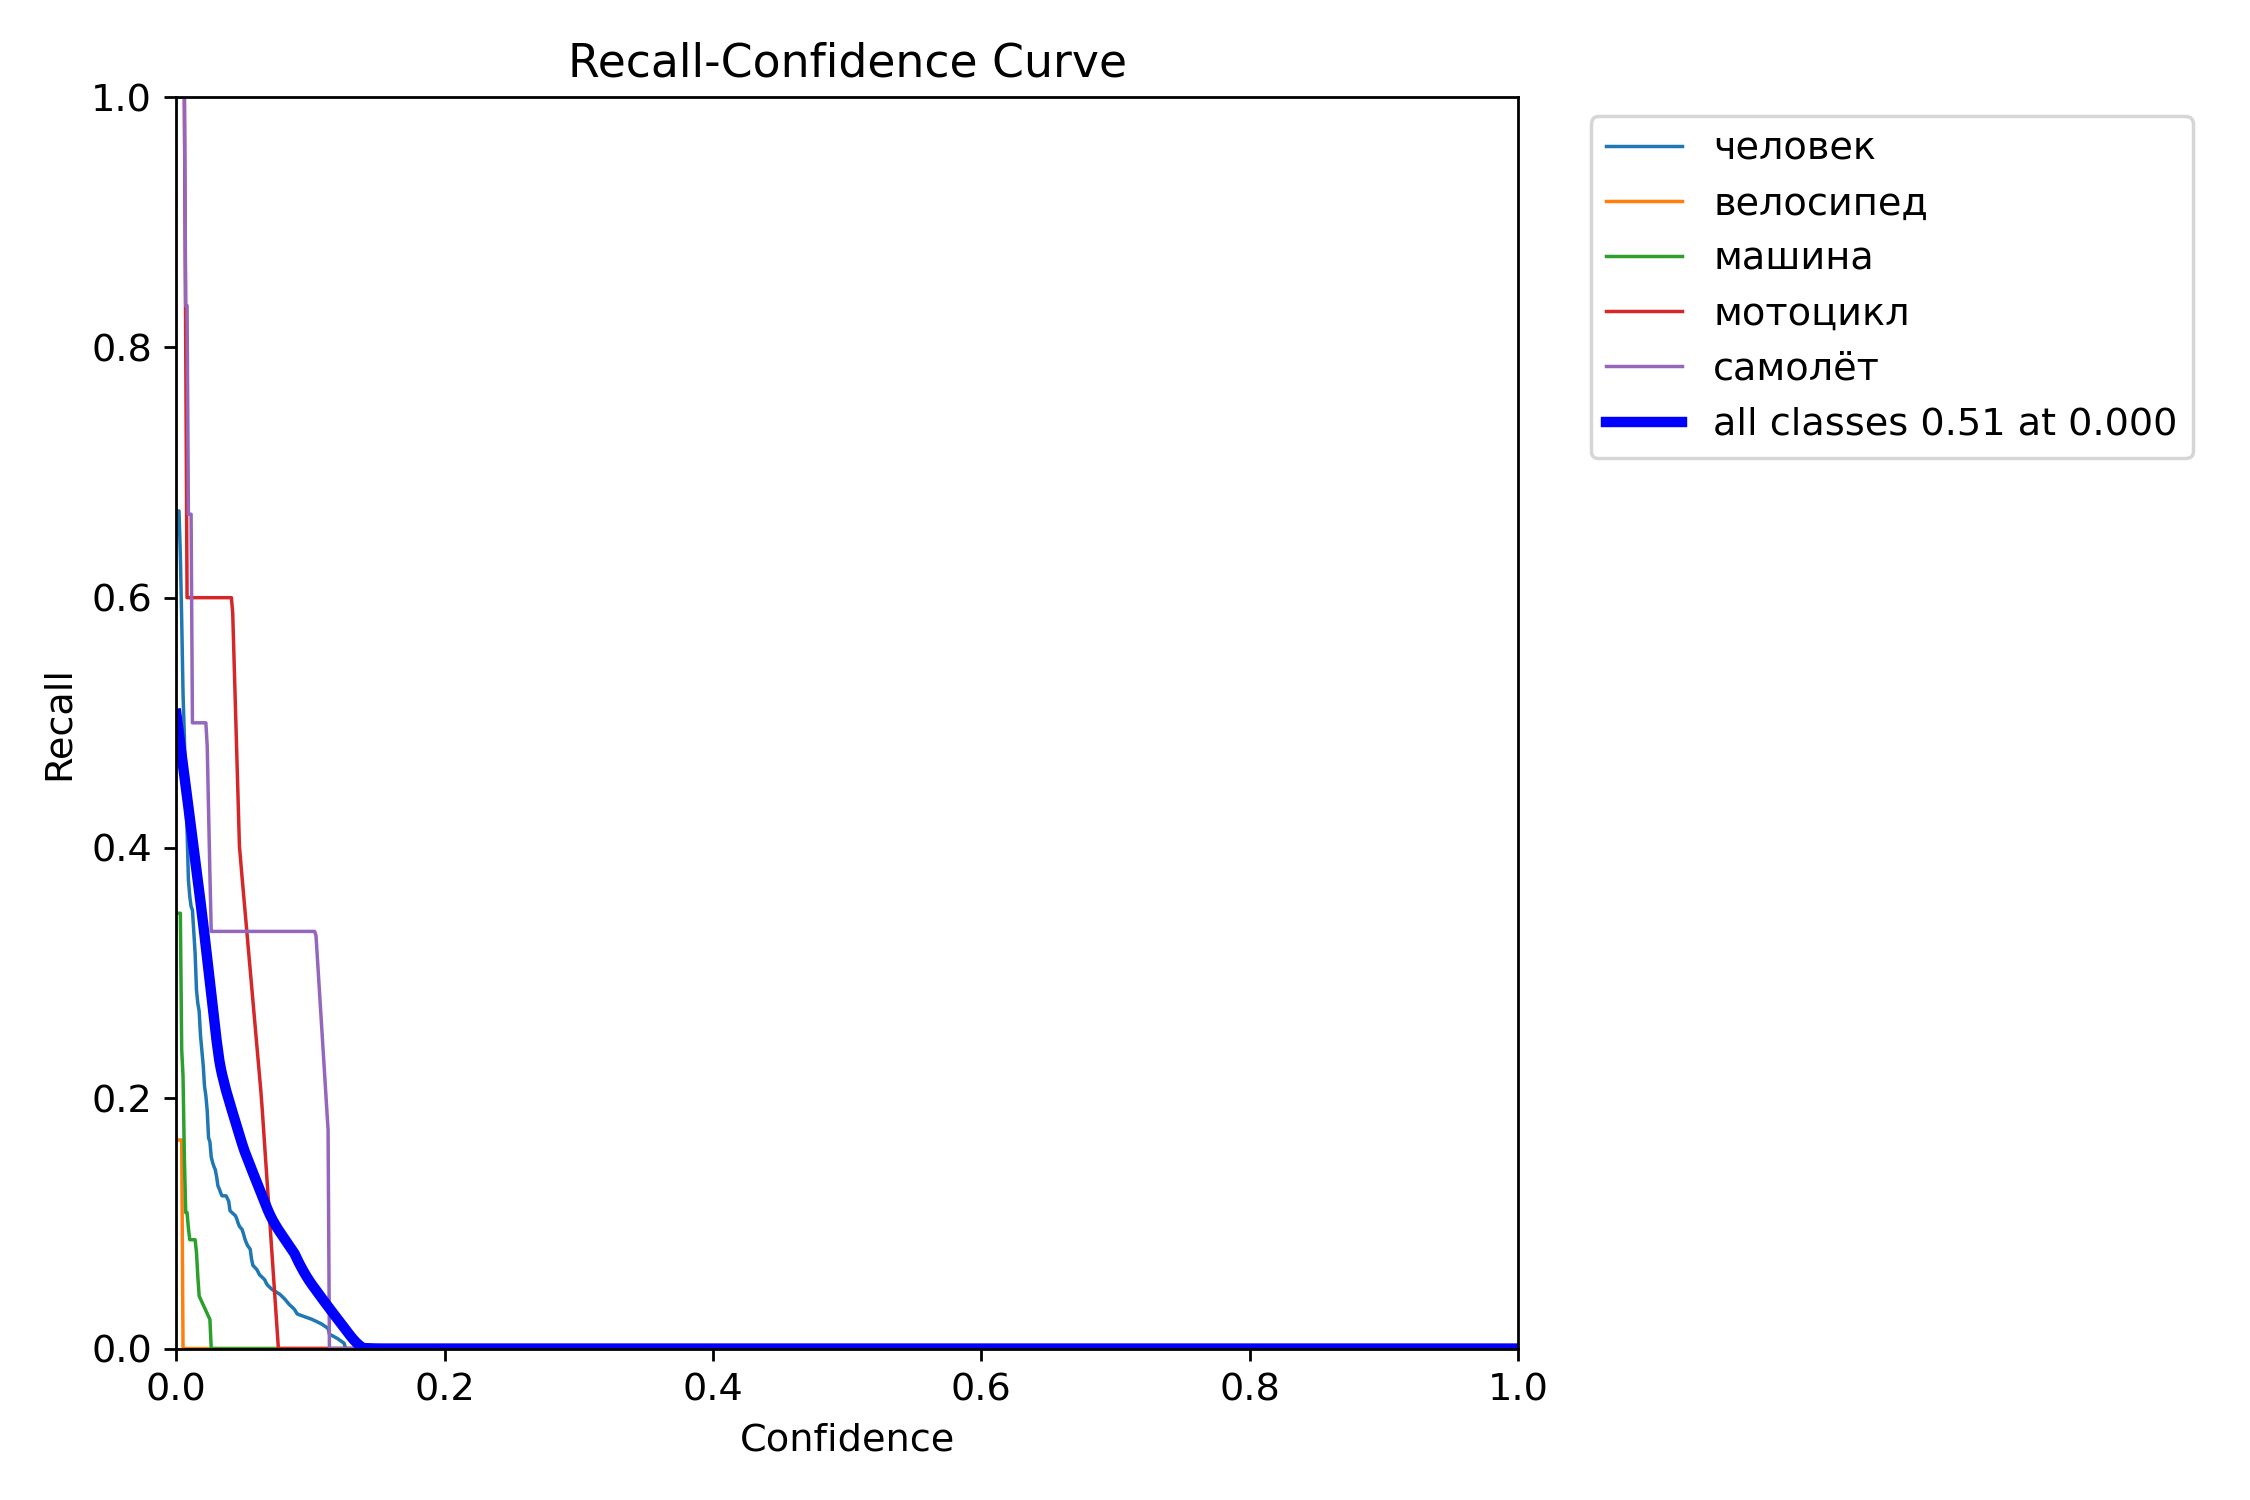 Recall-Confidence Curve
1.0
0.8
0.6
0.4
0.2
0.0
Recall
0.0 0.2 0.4 0.6 0.8 1.0
Confidence
человек
велосипед
машина
мотоцикл
самолёт
all classes 0.51 at 0.000